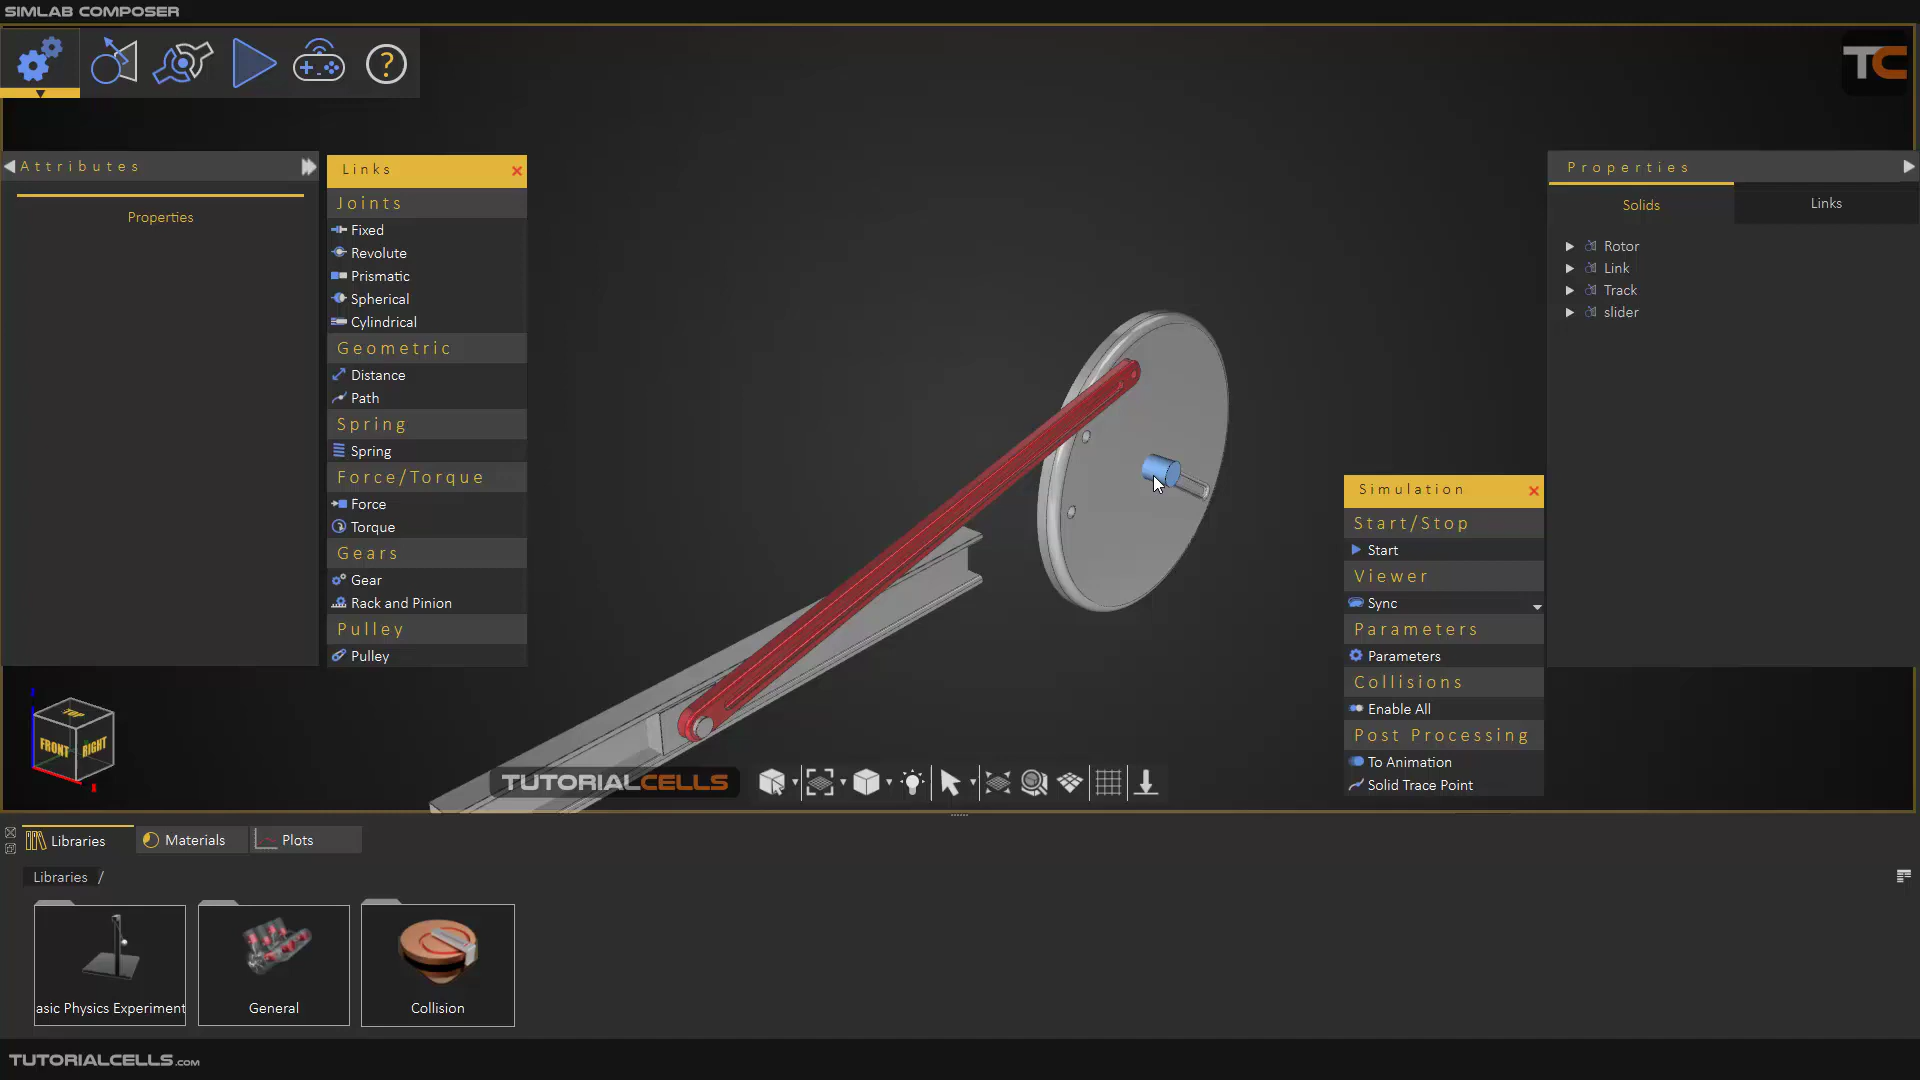 SIMLAB COMPOSER
?
TC
Attributes
Properties
Links
Joints
Fixed
Revolute
Prismatic
Spherical
Cylindrical
Geometric
Distance
Path
Spring
Spring
Force/Torque
Force
Torque
Gears
Gear
Rack and Pinion
Pulley
Pulley
Properties
Solids
Links
Rotor
Link
Track
slider
Simulation
Start/Stop
Start
Viewer
Sync
Parameters
Parameters
Collisions
Enable All
Post Processing
To Animation
Solid Trace Point
TOP
FRONT
RIGHT
TUTORIALCELLS
Libraries
Materials
Plots
Libraries /
asic Physics Experiment
General
Collision
TUTORIALCELLS.COM